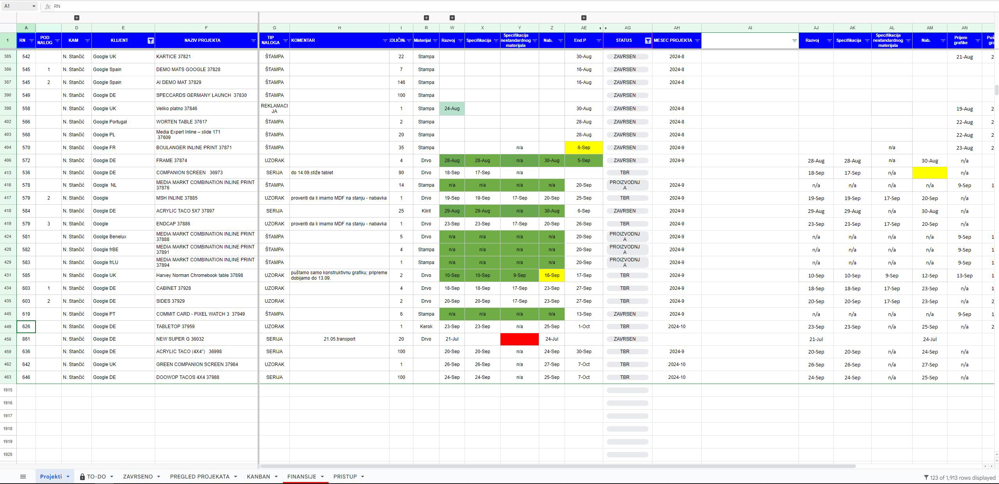 A1 fx RN
A D E F G H I R W X Y Z AE AG AH AI AJ AK AL AM AN
1 RN POD NALOG KAM KLIJENT NAZIV PROJEKTA TIP NALOGA KOMENTAR KOLIČINA Materijal Razvoj Specifikacija Specifikacija nestandardnog materijala Nab. End P STATUS MESEC PROJEKTA Razvoj Specifikacija Specifikacija nestandardnog materijala Nab. Prijem grafike
385 542 N. Stančić Google UK KARTICE 37821 ŠTAMPA 22 Stampa 30-Aug ZAVRSEN 2024-8 21-Aug 2
386 545 1 N. Stančić Google Spain DEMO MATS GOOGLE 37828 ŠTAMPA 7 Stampa 16-Aug ZAVRSEN 2024-8
387 545 2 N. Stančić Google Spain AI DEMO MAT 37829 ŠTAMPA 146 Stampa 16-Aug ZAVRSEN 2024-8
390 549 N. Stančić Google DE SPECCARDS GERMANY LAUNCH 37830 ŠTAMPA 100 Stampa ZAVRSEN
398 558 N. Stančić Google UK Veliko platno 37846 REKLAMACIJA 1 Stampa 24-Aug 30-Aug ZAVRSEN 2024-8 19-Aug 2
402 566 N. Stančić Google Portugal WORTEN TABLE 37617 ŠTAMPA 2 Stampa 28-Aug ZAVRSEN 2024-8 22-Aug 2
403 568 N. Stančić Google PL Media Expert Inline – slide 171 37609 ŠTAMPA 20 Stampa 28-Aug ZAVRSEN 2024-8 22-Aug 2
404 570 N. Stančić Google FR BOULANGER INLINE PRINT 37871 ŠTAMPA 35 Stampa n/a 6-Sep ZAVRSEN 2024-9 n/a 23-Aug 2
406 572 N. Stančić Google DE FRAME 37874 UZORAK 4 Drvo 28-Aug 28-Aug n/a 30-Aug 5-Sep ZAVRSEN 2024-9 28-Aug 28-Aug n/a 30-Aug n/a
413 536 N. Stančić Google DE COMPANION SCREEN 36973 SERIJA do 14.09.stiže tablet 90 Drvo 18-Sep 17-Sep n/a TBR 18-Sep 17-Sep n/a n/a
416 578 N. Stančić Google NL MEDIA MARKT COMBINATION INLINE PRINT 37876 ŠTAMPA 14 Stampa n/a n/a n/a n/a 20-Sep PROIZVODNJA 2024-9 n/a n/a n/a n/a 9-Sep 1
417 579 2 N. Stančić Google MSH INLINE 37885 UZORAK proveriti da li imamo MDF na stanju - nabavka 1 Drvo 19-Sep 19-Sep 17-Sep 20-Sep 25-Sep TBR 2024-9 19-Sep 19-Sep 17-Sep 20-Sep n/a
418 584 N. Stančić Google DE ACRYLIC TACO 5X7 37897 SERIJA 25 Klirit 29-Aug 29-Aug n/a 30-Aug 6-Sep ZAVRSEN 2024-9 29-Aug 29-Aug n/a 30-Aug n/a
419 579 3 N. Stančić Google ENDCAP 37886 UZORAK proveriti da li imamo MDF na stanju - nabavka 1 Drvo 23-Sep 23-Sep 17-Sep 20-Sep 26-Sep TBR 2024-9 23-Sep 23-Sep 17-Sep 20-Sep n/a
424 581 N. Stančić Goolge Benelux MEDIA MARKT COMBINATION INLINE PRINT 37888 ŠTAMPA 5 Drvo n/a n/a n/a n/a 20-Sep PROIZVODNJA 2024-9 n/a n/a n/a n/a 9-Sep 1
428 582 N. Stančić Google frBE MEDIA MARKT COMBINATION INLINE PRINT 37891 ŠTAMPA 4 Stampa n/a n/a n/a n/a 20-Sep PROIZVODNJA 2024-9 n/a n/a n/a n/a 9-Sep 1
429 583 N. Stančić Google frLU MEDIA MARKT COMBINATION INLINE PRINT 37894 ŠTAMPA 1 Stampa n/a n/a n/a n/a 20-Sep PROIZVODNJA 2024-9 n/a n/a n/a n/a 9-Sep 1
431 585 N. Stančić Google UK Harvey Norman Chromebook table 37898 UZORAK puštamo samo konstruktivnu grafiku; pripreme dobijamo do 13.09. 2 Drvo 10-Sep 10-Sep 9-Sep 16-Sep 17-Sep TBR 2024-9 10-Sep 10-Sep 9-Sep 12-Sep 13-Sep 1
434 603 1 N. Stančić Google DE CABINET 37928 UZORAK 4 Drvo 18-Sep 18-Sep 17-Sep 23-Sep 27-Sep TBR 2024-9 18-Sep 18-Sep 17-Sep 23-Sep n/a 1
435 603 2 N. Stančić Google DE SIDES 37929 UZORAK 2 Drvo 20-Sep 20-Sep 17-Sep 23-Sep 27-Sep TBR 2024-9 20-Sep 20-Sep 17-Sep 23-Sep n/a 2
445 619 N. Stančić Google PT COMMIT CARD - PIXEL WATCH 3 37949 ŠTAMPA 6 Stampa n/a n/a n/a n/a 13-Sep ZAVRSEN 2024-9 n/a n/a n/a n/a 9-Sep 1
449 626 N. Stančić Google DE TABLETOP 37959 UZORAK 1 Kerok 23-Sep 23-Sep n/a 25-Sep 1-Oct TBR 2024-10 23-Sep 23-Sep n/a 25-Sep n/a 2
456 861 N. Stančić Google DE NEW SUPER G 36032 SERIJA 21.05.transport 20 Drvo 21-Jul 24-Jul ZAVRSEN 21-Jul 24-Jul
459 636 N. Stančić Google DE ACRYLIC TACO (4X4”) 36998 SERIJA 100 20-Sep 20-Sep n/a 24-Sep 30-Sep TBR 2024-9 20-Sep 20-Sep n/a 24-Sep n/a
462 642 N. Stančić Google UK GREEN COMPANION SCREEN 37984 UZORAK 1 26-Sep 26-Sep n/a 27-Sep 7-Oct TBR 2024-10 26-Sep 26-Sep n/a 27-Sep n/a
463 646 N. Stančić Google DE DOOWOP TACOS 4X4 37988 SERIJA 100 24-Sep 24-Sep n/a 25-Sep 7-Oct TBR 2024-10 24-Sep 24-Sep n/a 25-Sep n/a
1915
1916
1917
1918
1919
1920
Projekti TO-DO ZAVRSENO PREGLED PROJEKATA KANBAN FINANSIJE PRISTUP 123 of 1,913 rows displayed